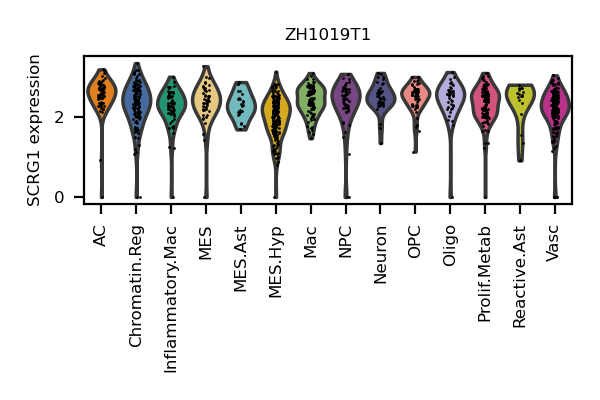 ZH1019T1
SCRG1 expression
2
0
AC
Chromatin.Reg
Inflammatory.Mac
MES
MES.Ast
MES.Hyp
Mac
NPC
Neuron
OPC
Oligo
Prolif.Metab
Reactive.Ast
Vasc